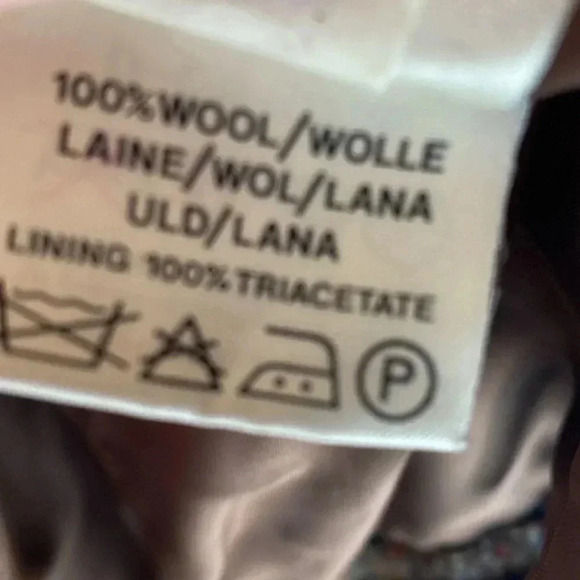 100%WOOL/WOLLE
LAINE/WOL/LANA
ULD/LANA
LINING 100%TRIACETATE
P